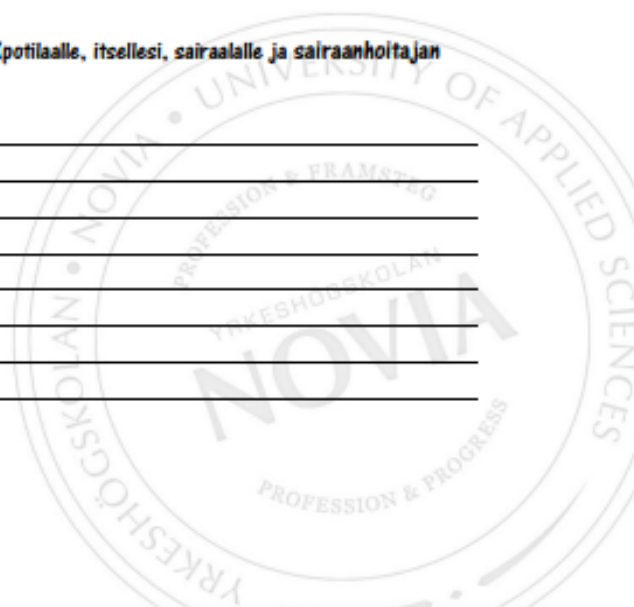 (potilaalle, itsellesi, sairaalalle ja sairaanhoitajan
YRKESHÖGSKOLAN • NOVIA • UNIVERSITY OF APPLIED SCIENCES
PROFESSION & FRAMSTEG
YRKESHÖGSKOLAN
NOVIA
PROFESSION & PROGRESS